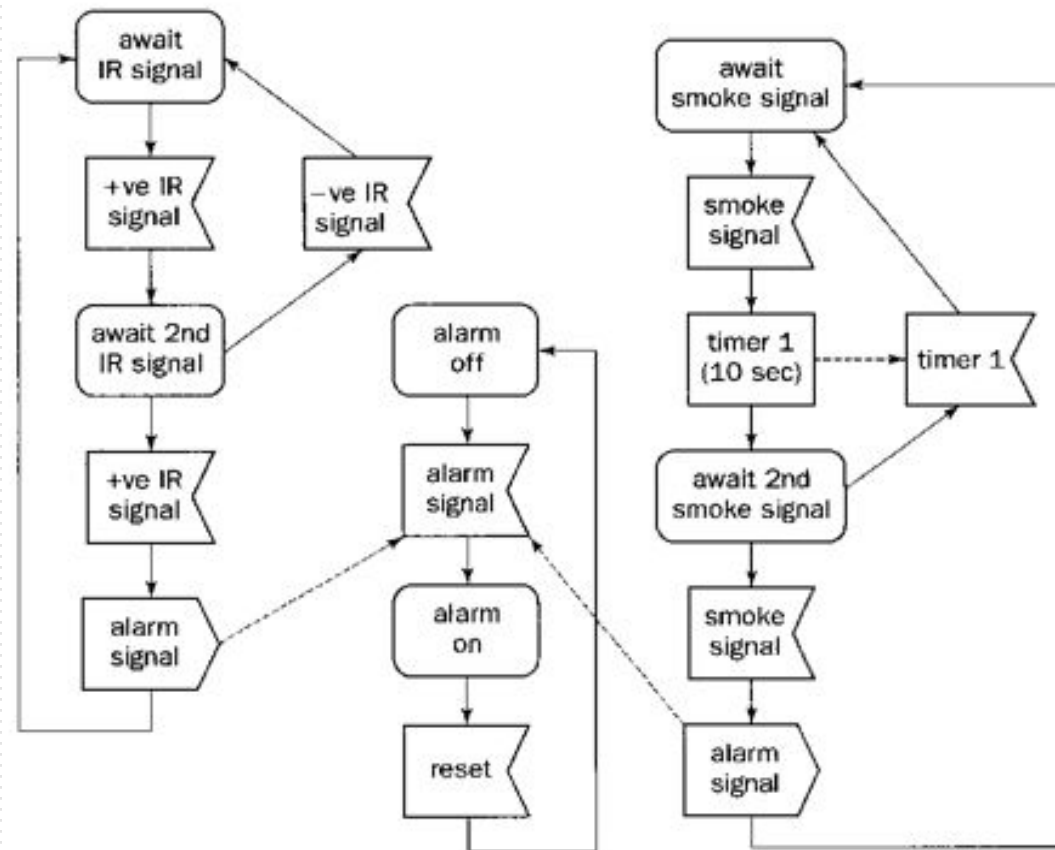 await
IR signal
+ve IR
signal
−ve IR
signal
await 2nd
IR signal
+ve IR
signal
alarm
signal
alarm
off
alarm
signal
alarm
on
reset
await
smoke signal
smoke
signal
timer 1
(10 sec)
timer 1
await 2nd
smoke signal
smoke
signal
alarm
signal